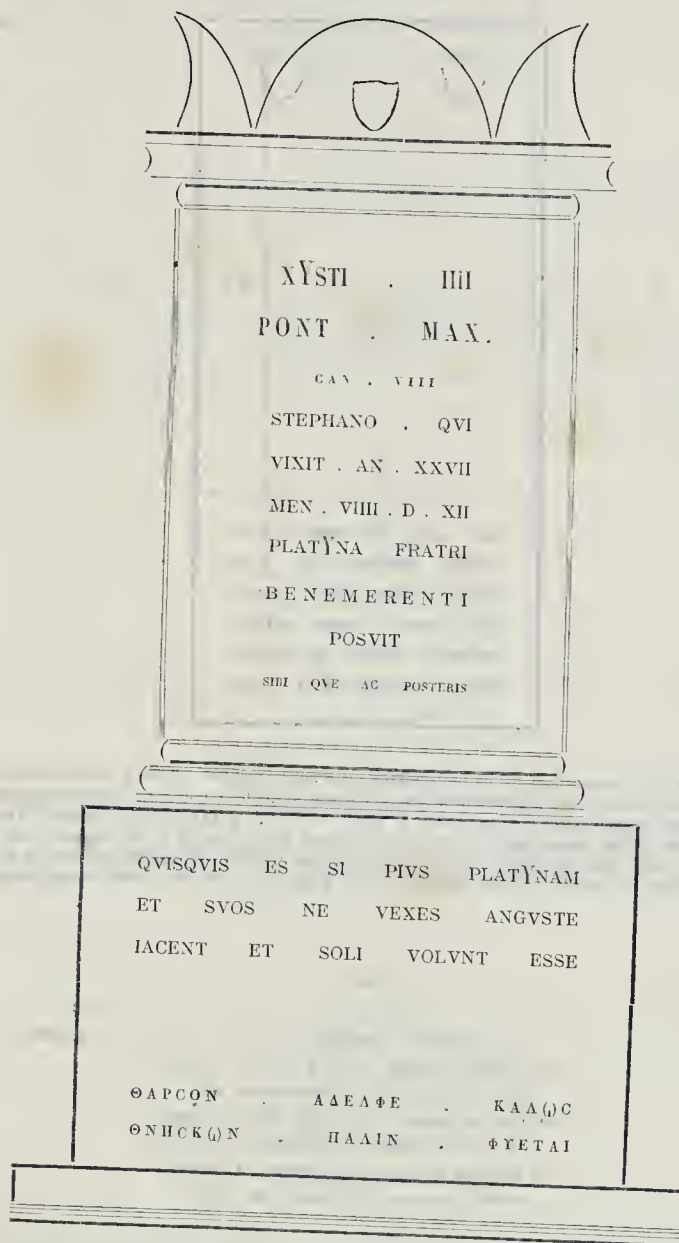 XYSTI . IIiI
PONT . MAX.
CAN . VIII
STEPHANO . QVI
VIXIT . AN . XXVII
MEN . VIIII . D . XII
PLATYNA FRATRI
BENEMERENTI
POSVIT
SIBI QVE AC POSTERIS
QVISQVIS ES SI PIVS PLATYNAM
ET SVOS NE VEXES ANGVSTE
IACENT ET SOLI VOLVNT ESSE
ΘΑΡCΟΝ . ΑΔΕΛΦΕ . ΚΑΛωC
ΘΝΗCΚωΝ . ΠΑΛΙΝ . ΦΥΕΤΑΙ